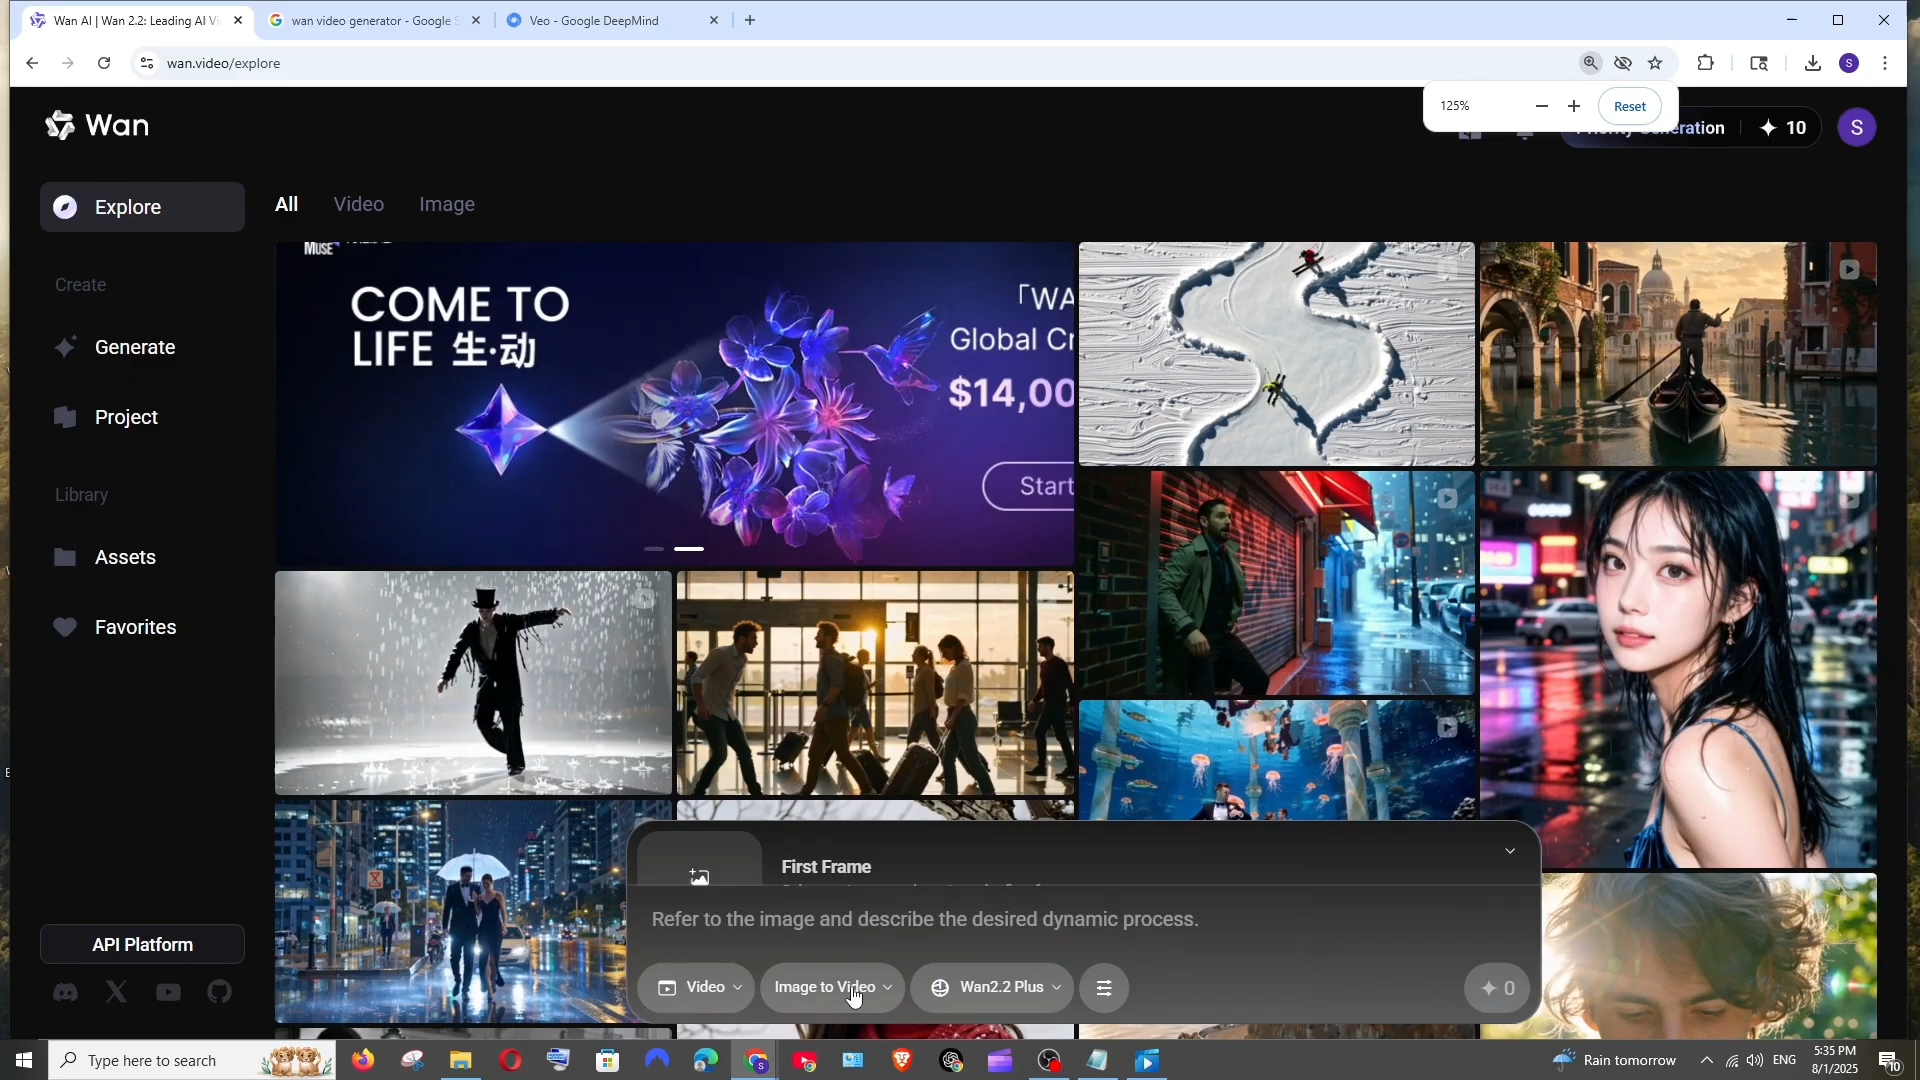 Wan AI | Wan 2.2: Leading AI Vi
wan video generator - Google S
Veo - Google DeepMind
wan.video/explore
125%
Reset
Wan
10
S
Explore
All
Video
Image
Create
Generate
Project
Library
Assets
Favorites
API Platform
MUSE
COME TO
LIFE 生·动
「WA
Global Cr
$14,00
Start
First Frame
Refer to the image and describe the desired dynamic process.
Video
Image to Video
Wan2.2 Plus
0
Type here to search
Rain tomorrow
ENG
5:35 PM
8/1/2025
10